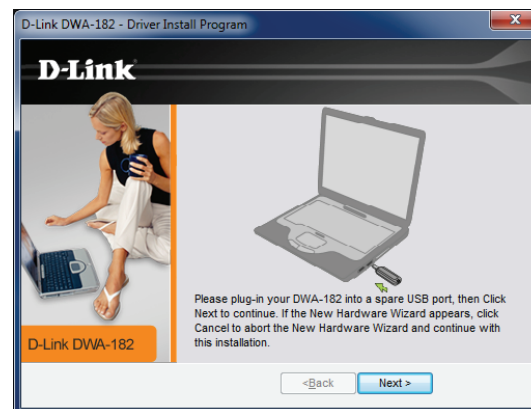 D-Link DWA-182 - Driver Install Program
D-Link
Please plug-in your DWA-182 into a spare USB port, then Click
Next to continue. If the New Hardware Wizard appears, click
Cancel to abort the New Hardware Wizard and continue with
this installation.
D-Link DWA-182
<Back
Next >